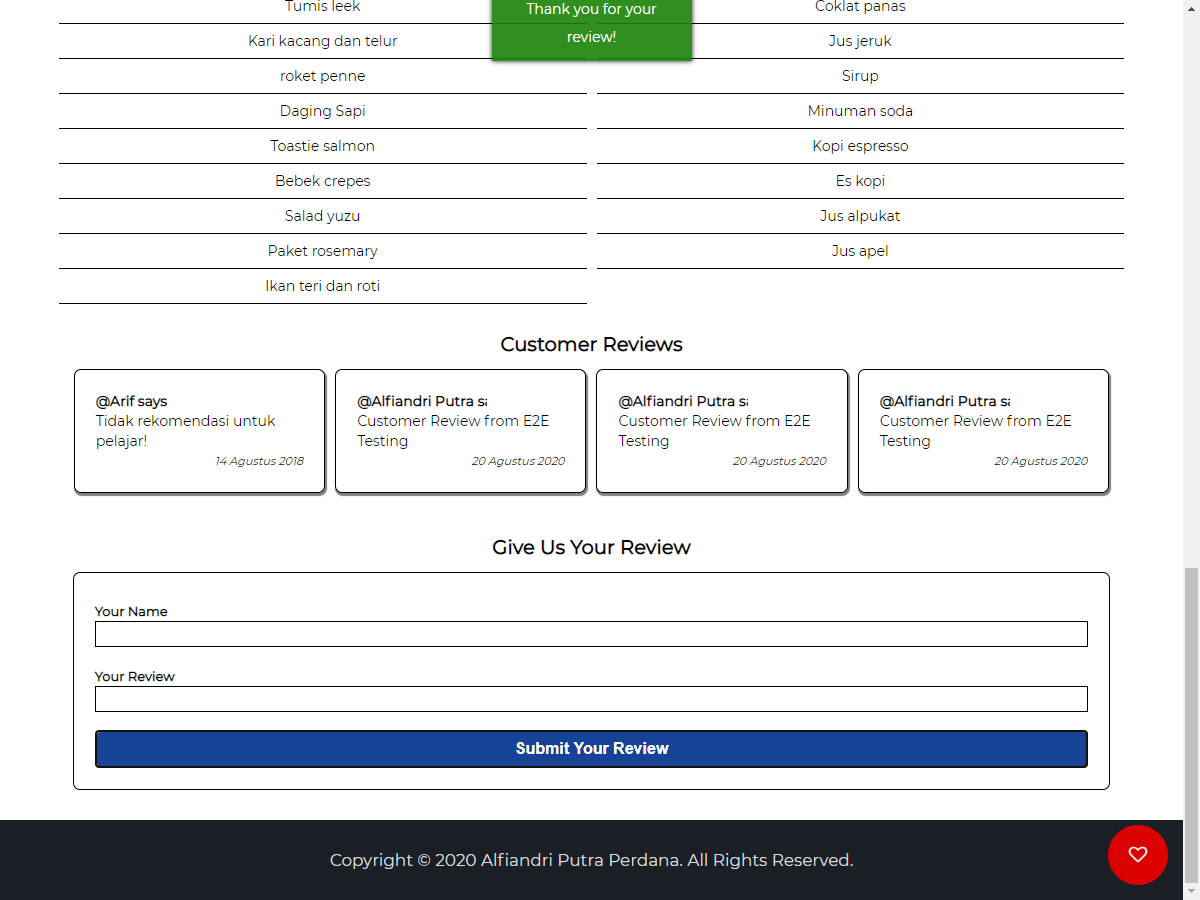 Tumis leek
Kari kacang dan telur
roket penne
Daging Sapi
Toastie salmon
Bebek crepes
Salad yuzu
Paket rosemary
Ikan teri dan roti
Thank you for your
review!
Coklat panas
Jus jeruk
Sirup
Minuman soda
Kopi espresso
Es kopi
Jus alpukat
Jus apel
Customer Reviews
@Arif says
Tidak rekomendasi untuk
pelajar!
14 Agustus 2018
@Alfiandri Putra sa
Customer Review from E2E
Testing
20 Agustus 2020
@Alfiandri Putra sa
Customer Review from E2E
Testing
20 Agustus 2020
@Alfiandri Putra sa
Customer Review from E2E
Testing
20 Agustus 2020
Give Us Your Review
Your Name
Your Review
Submit Your Review
Copyright © 2020 Alfiandri Putra Perdana. All Rights Reserved.